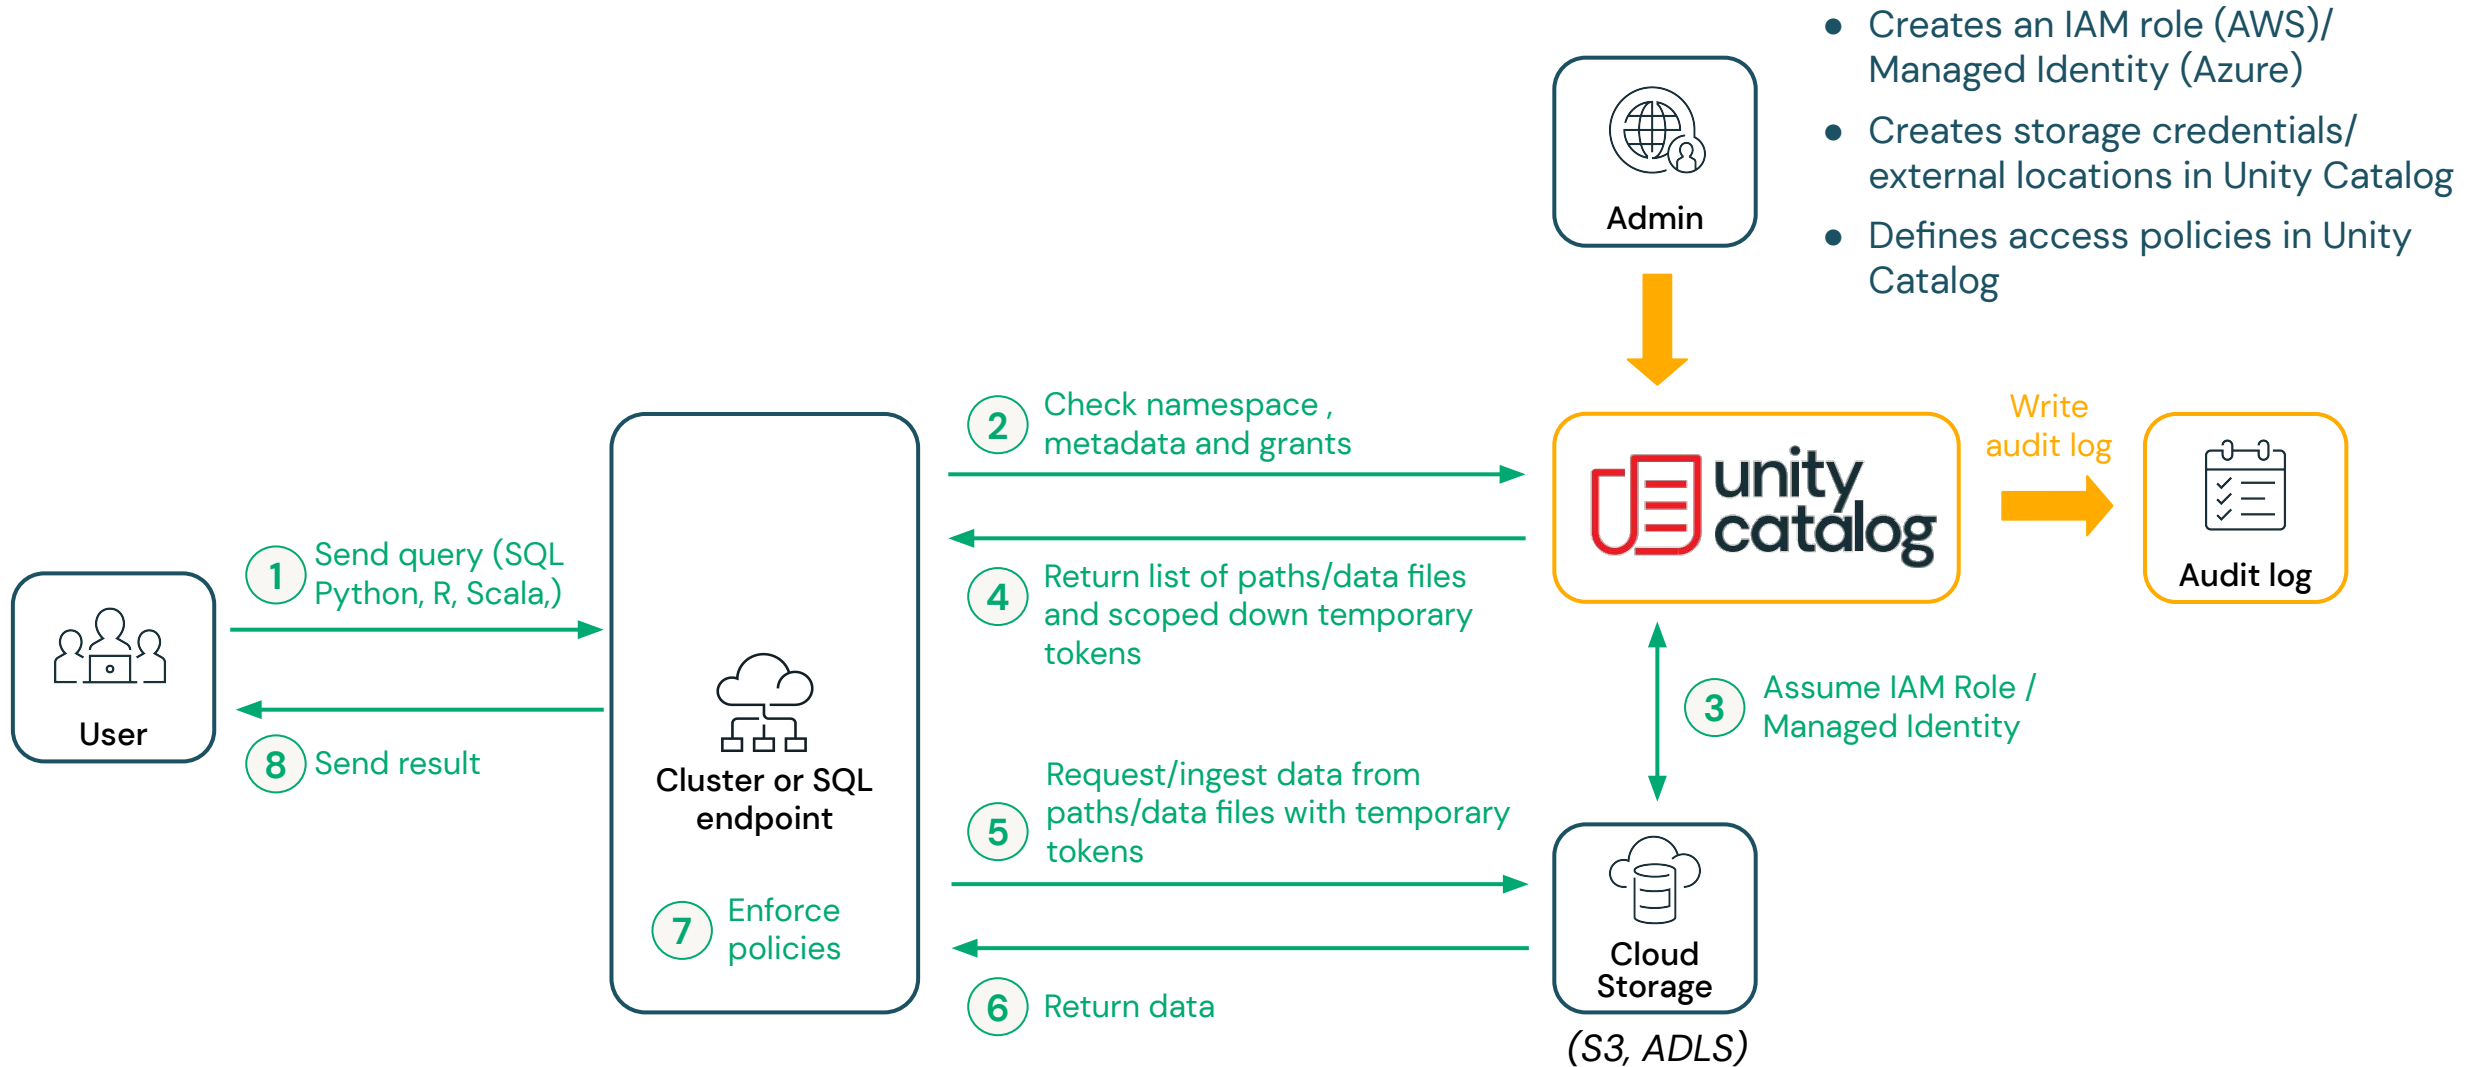 ● Creates an IAM role (AWS)/
Managed Identity (Azure)
● Creates storage credentials/
external locations in Unity Catalog
● Defines access policies in Unity
Catalog
Admin
2
Check namespace ,
metadata and grants
unity
catalog
Write
audit log
Audit log
1
Send query (SQL
Python, R, Scala,)
4
Return list of paths/data files
and scoped down temporary
tokens
User
8
Send result
Cluster or SQL
endpoint
3
Assume IAM Role /
Managed Identity
5
Request/ingest data from
paths/data files with temporary
tokens
7
Enforce
policies
6
Return data
Cloud
Storage
(S3, ADLS)